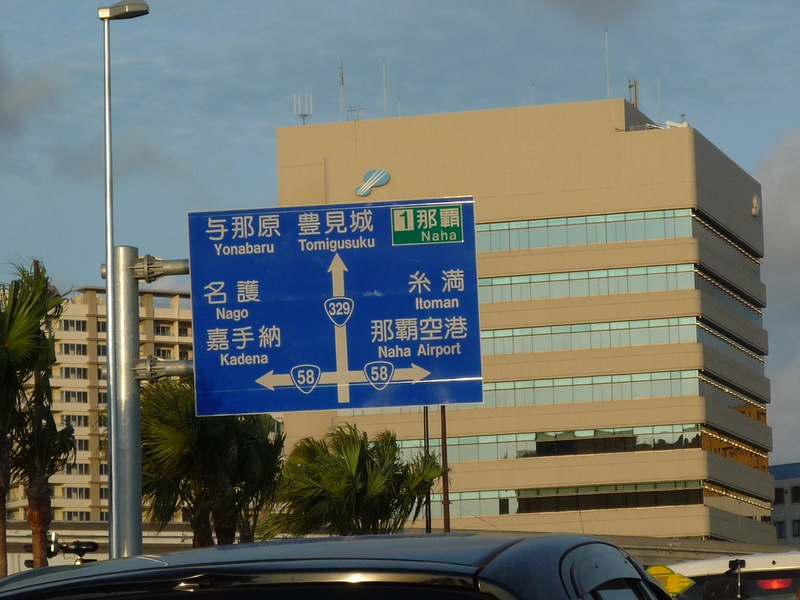 与那原 豊見城 1 那覇
Yonabaru Tomigusuku Naha
名護 糸満
Nago Itoman
329
嘉手納 那覇空港
Kadena Naha Airport
58 58